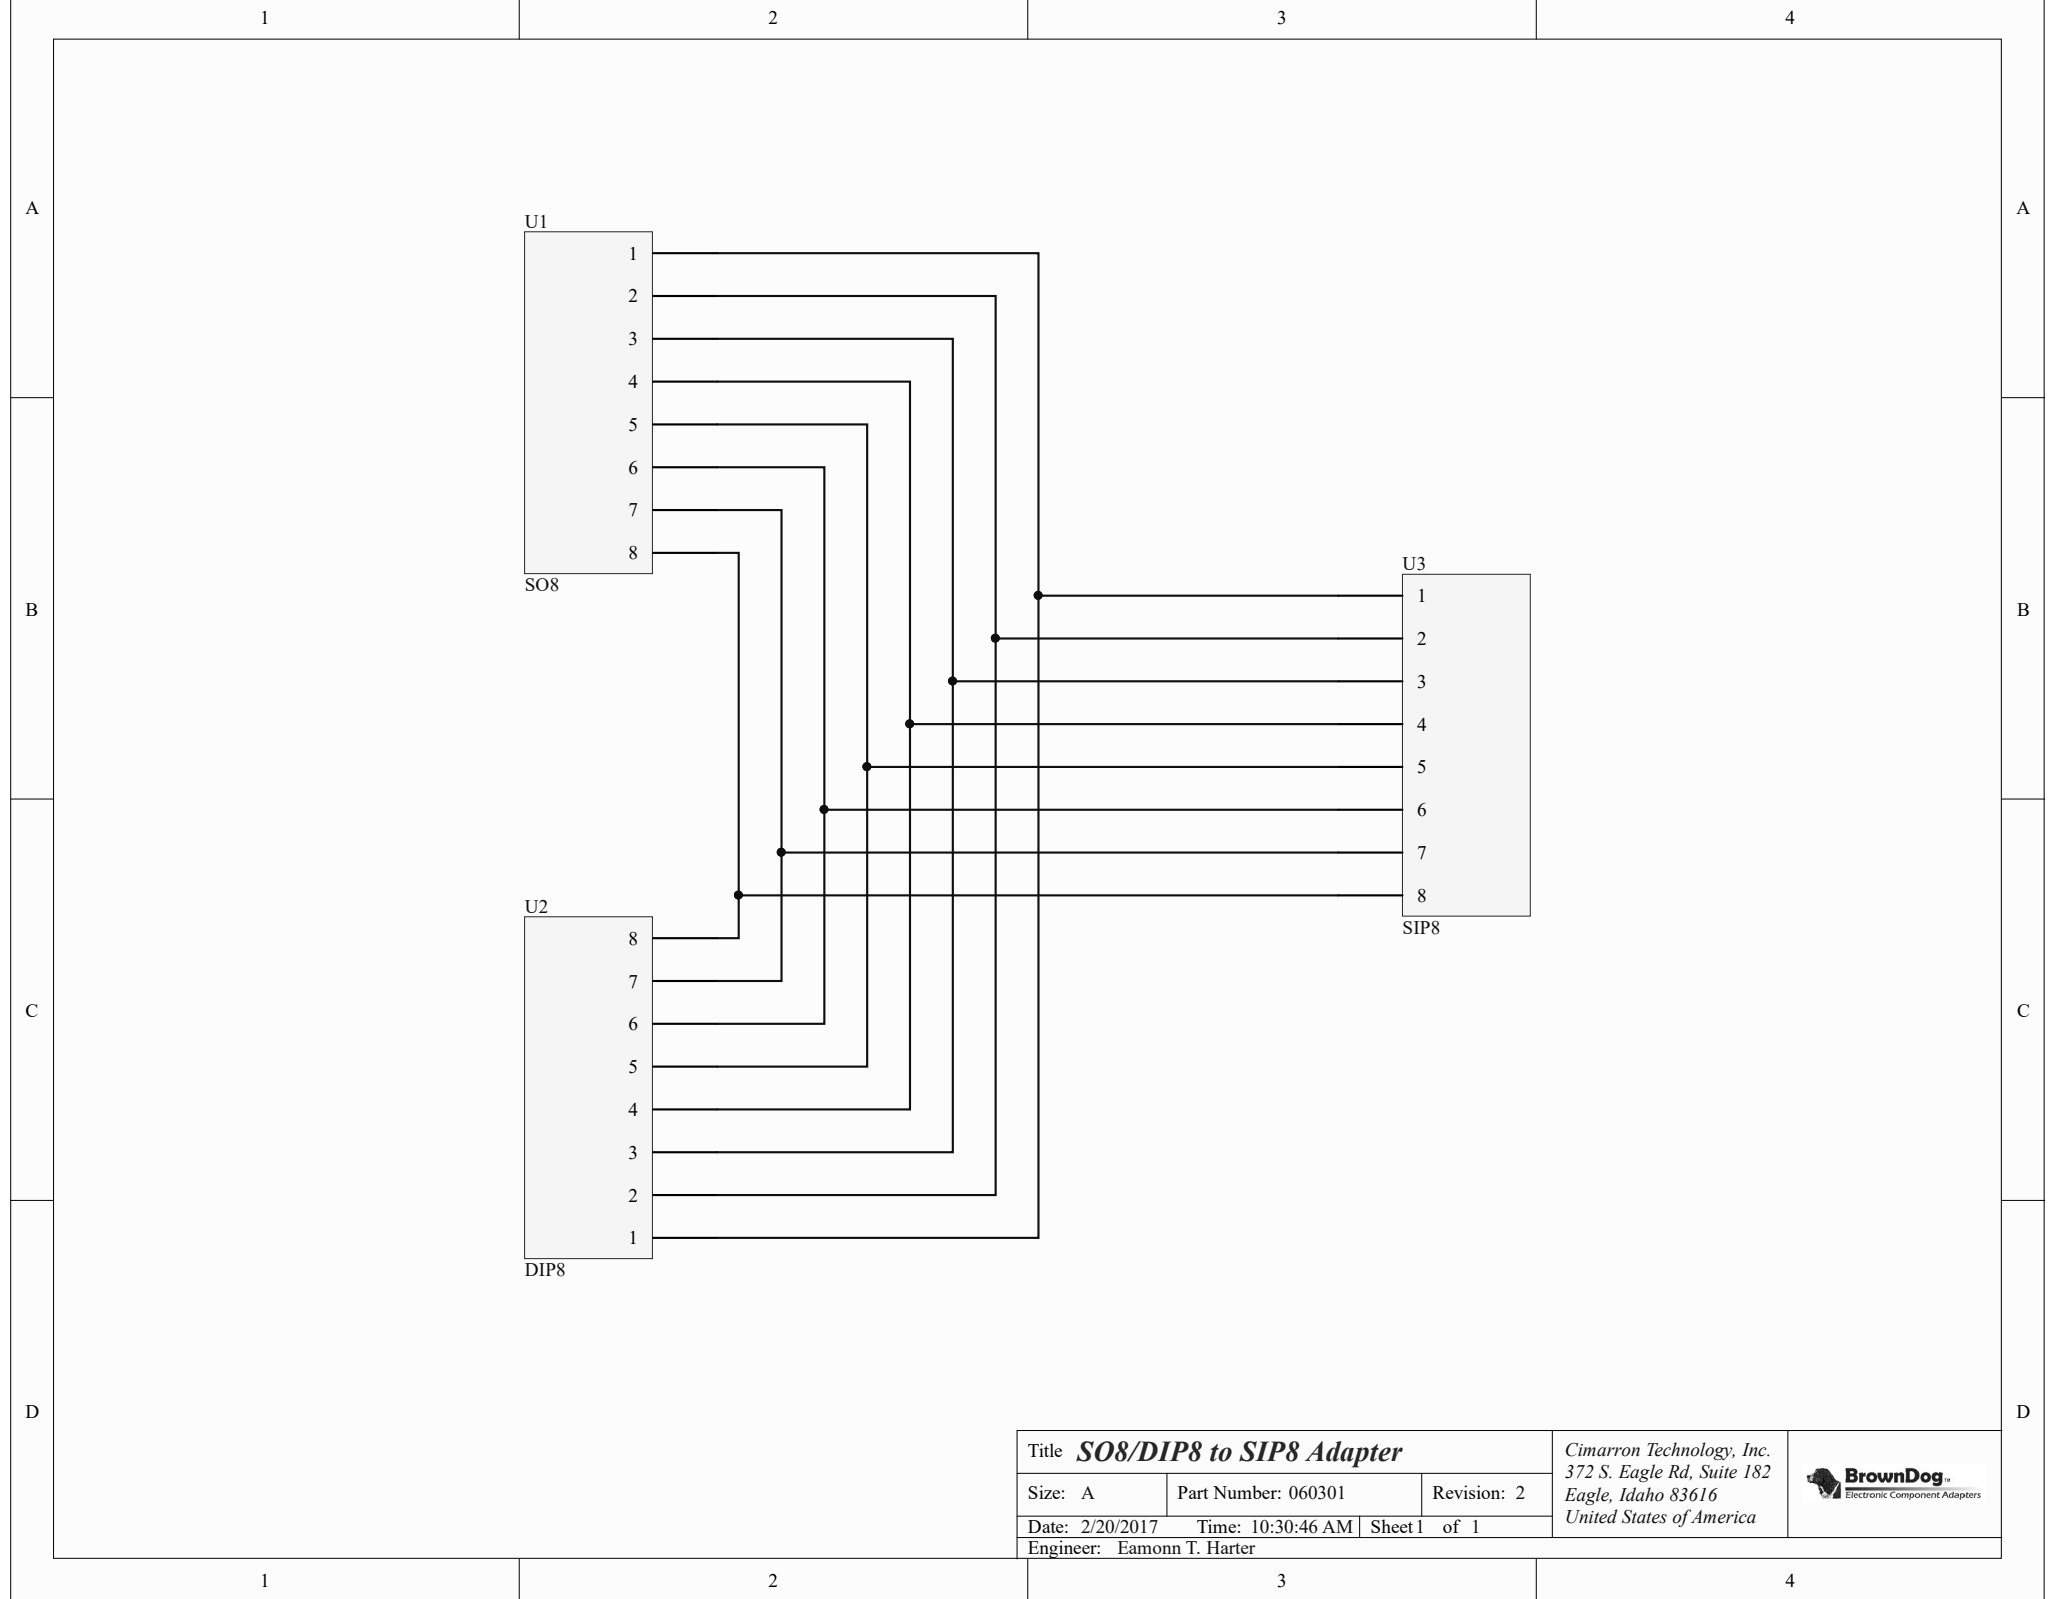 1 2 3 4
A A
U1
1
2
3
4
5
6
7
8
SO8
B B
U3
1
2
3
4
5
6
7
8
SIP8
U2
8
7
6
5
4
3
2
1
DIP8
C C
D D
Title SO8/DIP8 to SIP8 Adapter
Size: A Part Number: 060301 Revision: 2
Date: 2/20/2017 Time: 10:30:46 AM Sheet 1 of 1
Engineer: Eamonn T. Harter
Cimarron Technology, Inc.
372 S. Eagle Rd, Suite 182
Eagle, Idaho 83616
United States of America
BrownDog™
Electronic Component Adapters
1 2 3 4